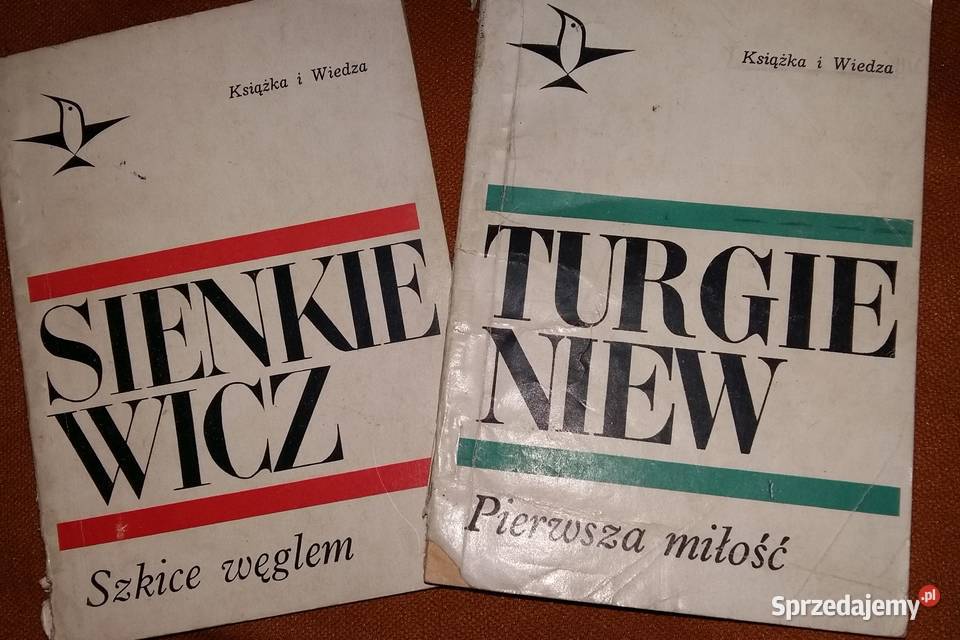 Książka i Wiedza
SIENKIE
WICZ
Szkice węglem
Książka i Wiedza
TURGIE
NIEW
Pierwsza miłość
Sprzedajemy.pl